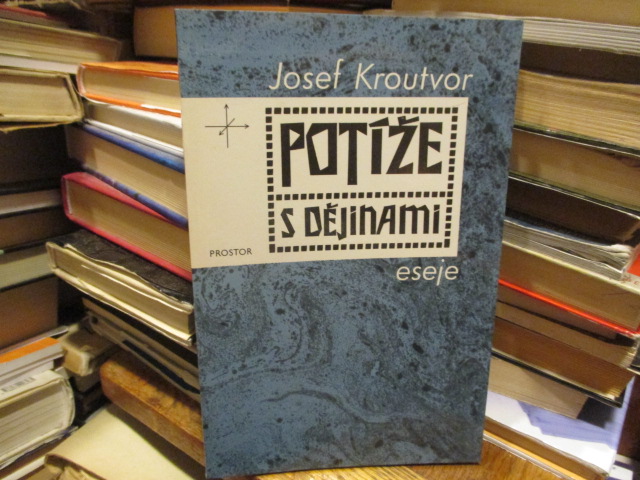 Josef Kroutvor
POTÍŽE
S DĚJINAMI
PROSTOR
eseje